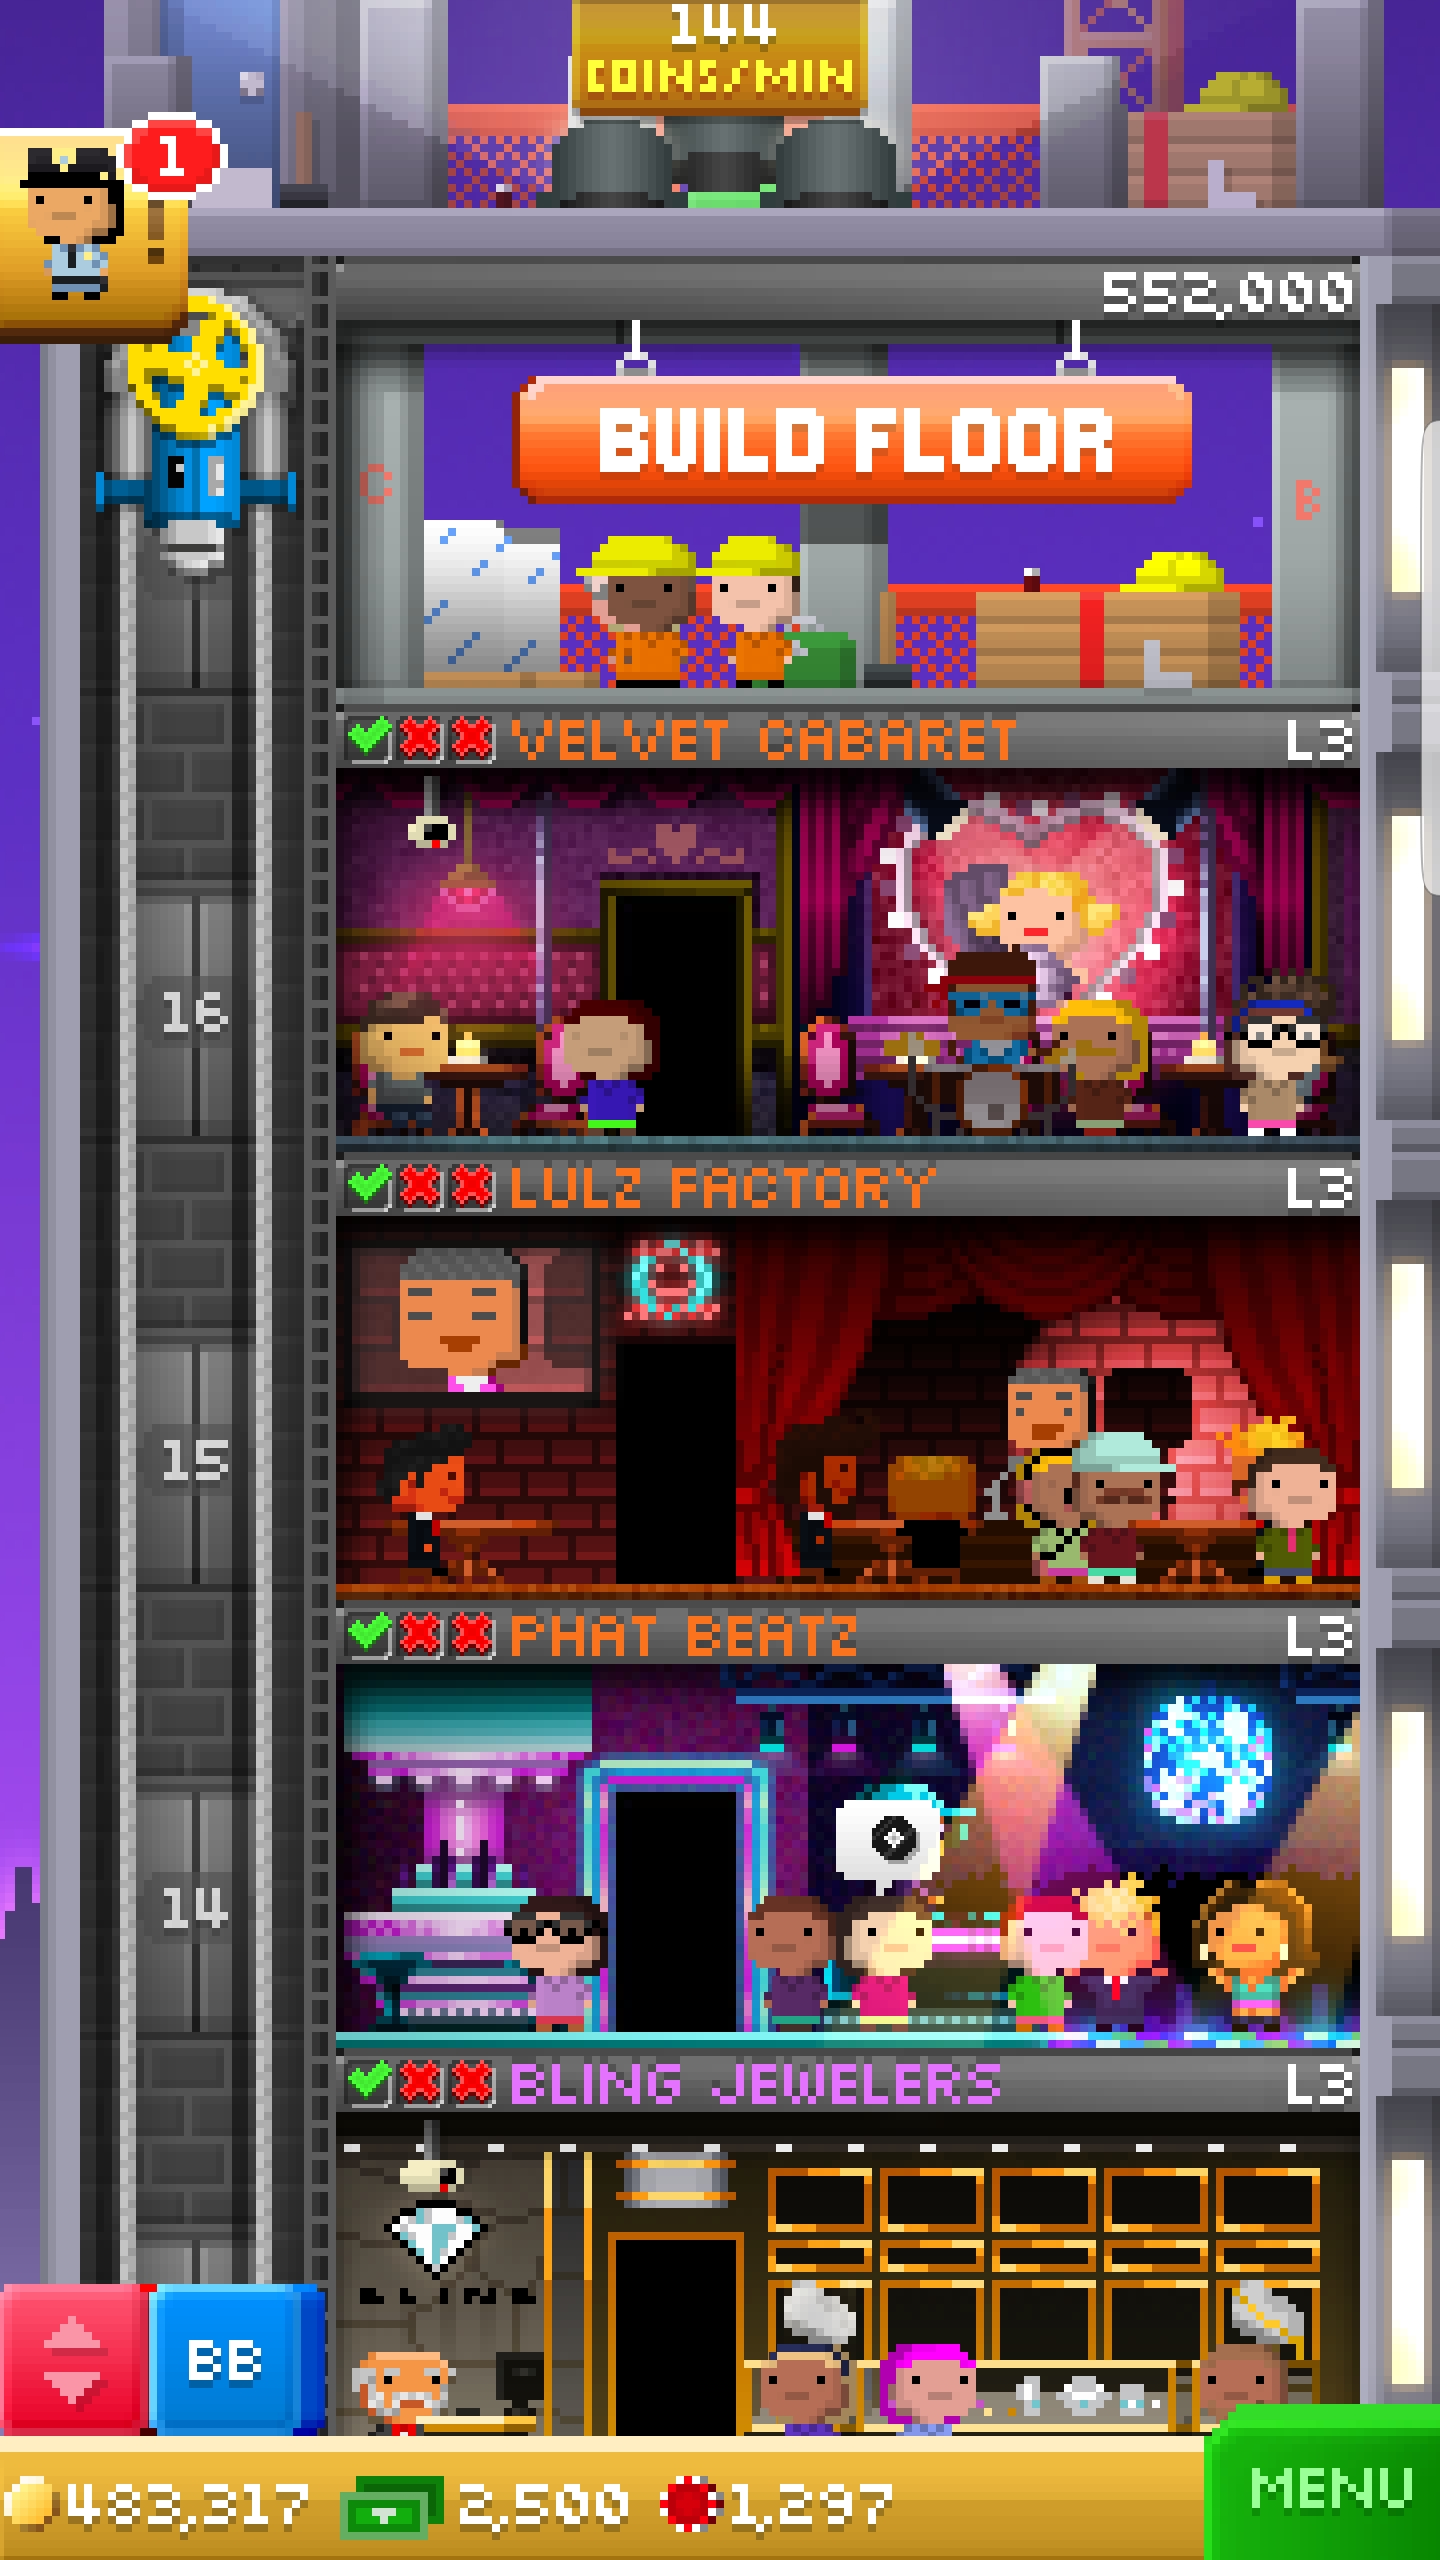 144
COINS/MIN
1
!
552,000
BUILD FLOOR
C
B
VELVET CABARET L3
16
LULZ FACTORY L3
15
PHAT BEATZ L3
14
BLING JEWELERS L3
BLING
BB
483,317 2,500 1,297
MENU